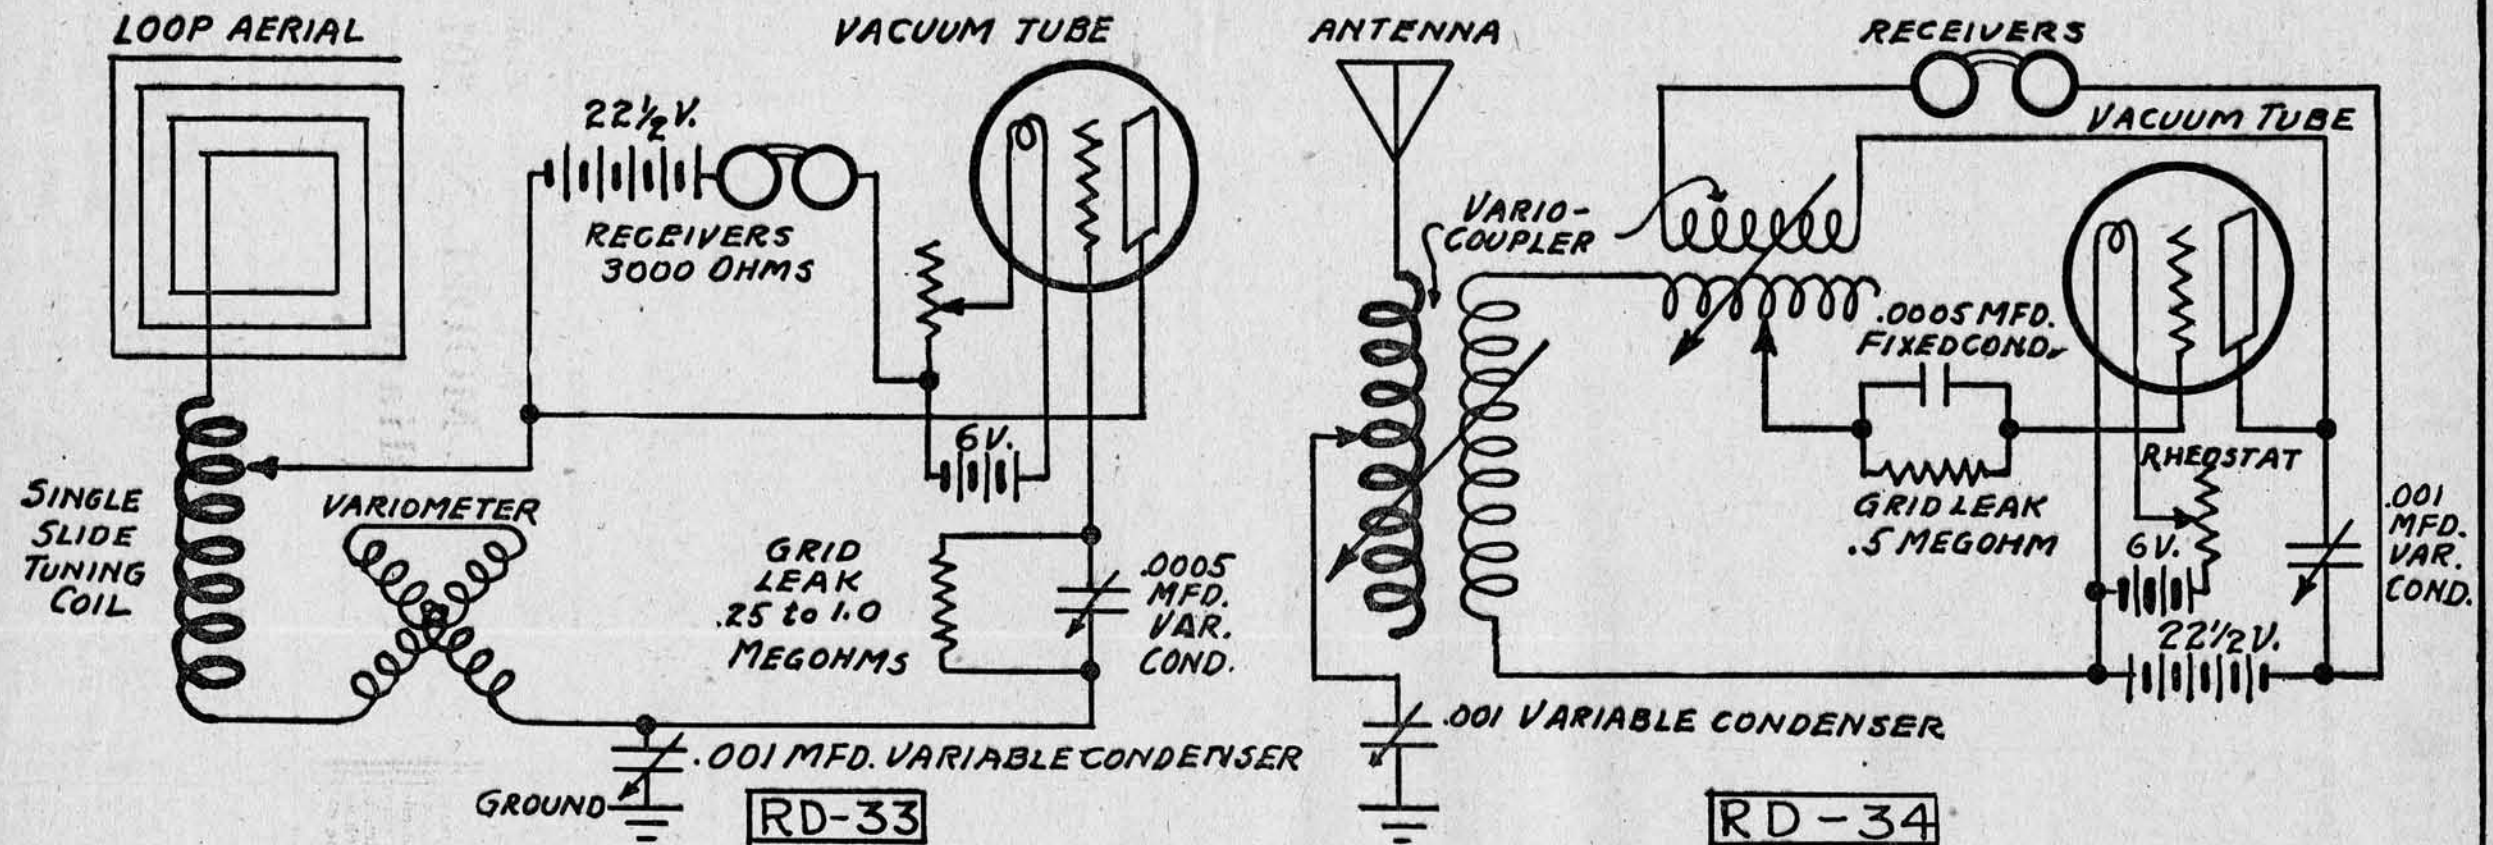 LOOP AERIAL
VACUUM TUBE
22½ V.
RECEIVERS
3000 OHMS
6V.
SINGLE
SLIDE
TUNING
COIL
VARIOMETER
GRID
LEAK
.25 to 1.0
MEGOHMS
.0005
MFD.
VAR.
COND.
.001 MFD. VARIABLE CONDENSER
GROUND
RD-33
ANTENNA
RECEIVERS
VACUUM TUBE
VARIO-
COUPLER
.0005 MFD.
FIXED COND.
RHEOSTAT
GRID LEAK
.5 MEGOHM
6V.
.001
MFD.
VAR.
COND.
22½ V.
.001 VARIABLE CONDENSER
RD-34